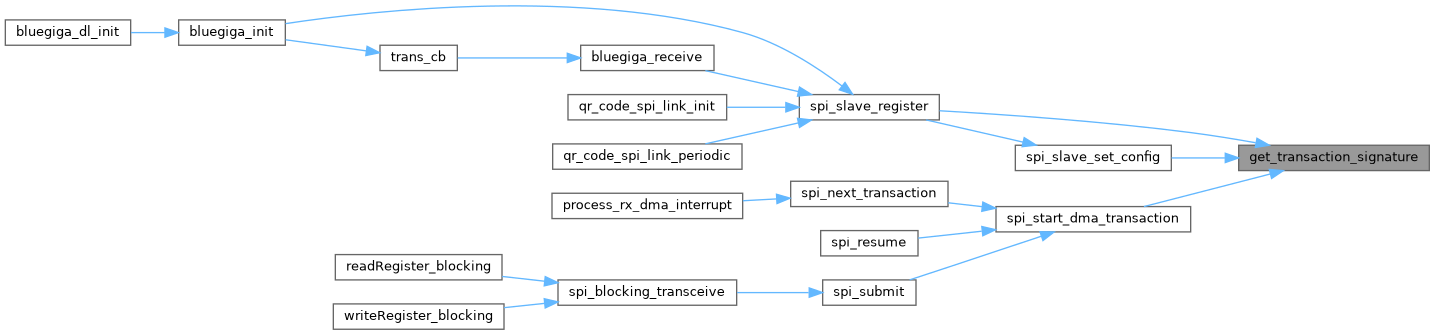 bluegiga_dl_init
bluegiga_init
trans_cb
bluegiga_receive
qr_code_spi_link_init
spi_slave_register
qr_code_spi_link_periodic
spi_slave_set_config
get_transaction_signature
process_rx_dma_interrupt
spi_next_transaction
spi_start_dma_transaction
spi_resume
readRegister_blocking
spi_blocking_transceive
spi_submit
writeRegister_blocking